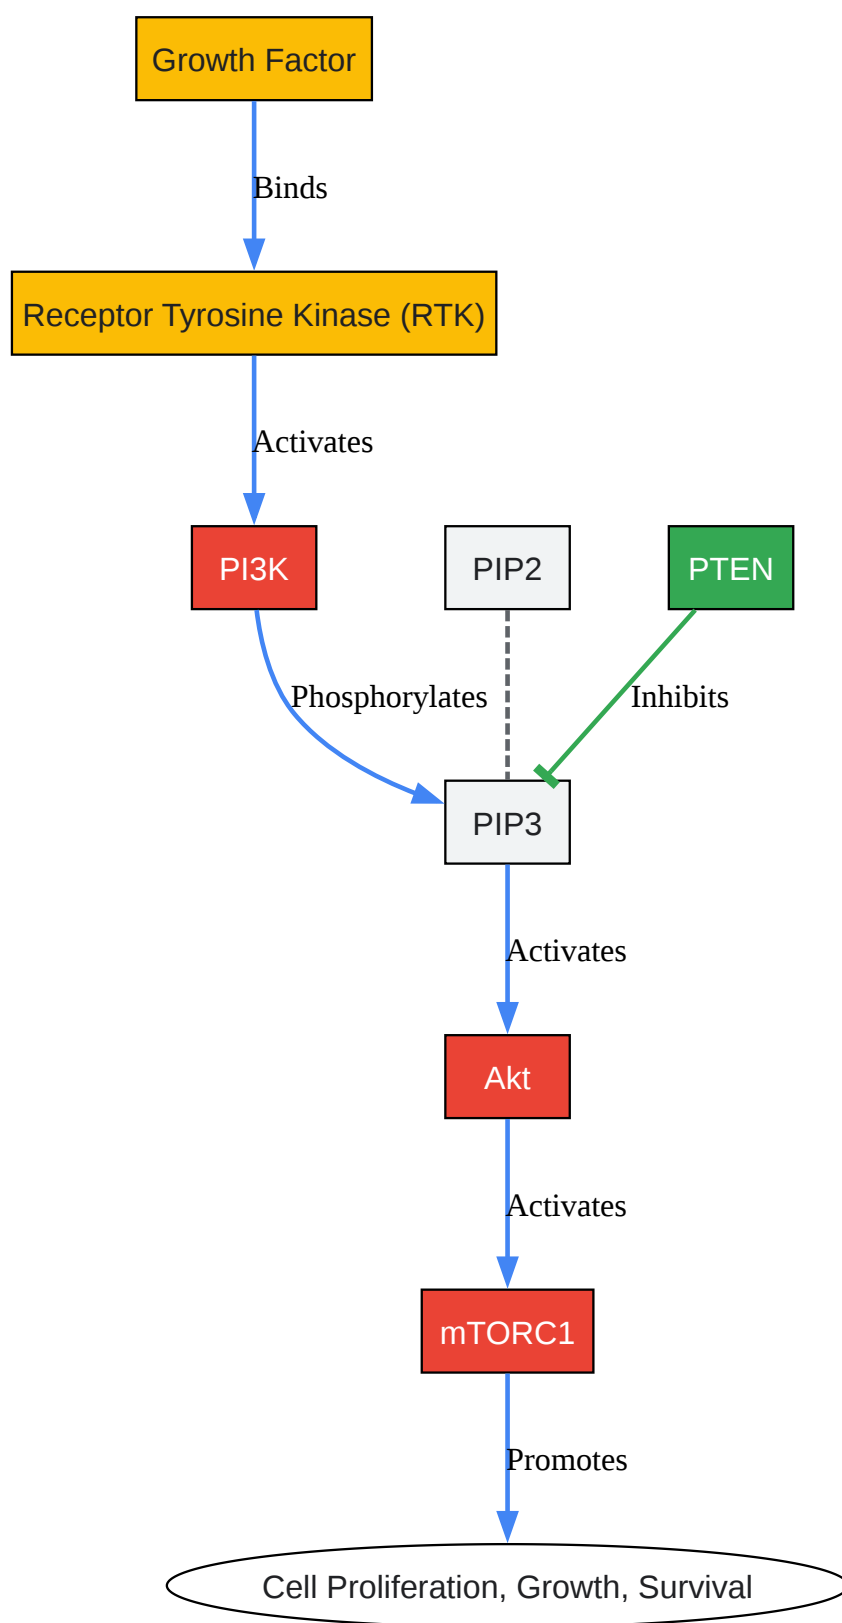 Growth Factor
Binds
Receptor Tyrosine Kinase (RTK)
Activates
PI3K
PIP2
PTEN
Phosphorylates
Inhibits
PIP3
Activates
Akt
Activates
mTORC1
Promotes
Cell Proliferation, Growth, Survival